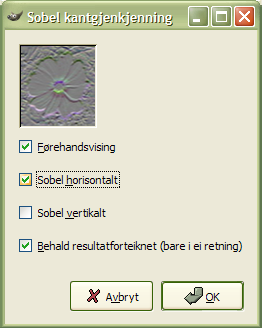 Sobel kantgjenkjenning
Førehandsvising
Sobel horisontalt
Sobel vertikalt
Behald resultatforteiknet (bare i ei retning)
Avbryt
OK